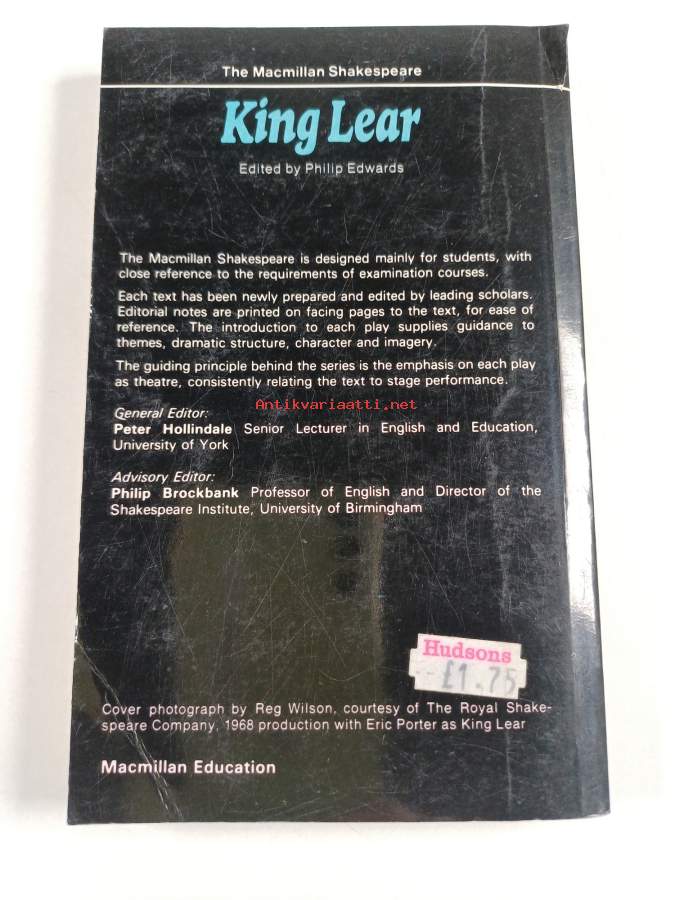 The Macmillan Shakespeare
King Lear
Edited by Philip Edwards
The Macmillan Shakespeare is designed mainly for students, with
close reference to the requirements of examination courses.
Each text has been newly prepared and edited by leading scholars.
Editorial notes are printed on facing pages to the text, for ease of
reference. The introduction to each play supplies guidance to
themes, dramatic structure, character and imagery.
The guiding principle behind the series is the emphasis on each play
as theatre, consistently relating the text to stage performance.
Antikvariaatti.net
General Editor:
Peter Hollindale Senior Lecturer in English and Education,
University of York
Advisory Editor:
Philip Brockbank Professor of English and Director of the
Shakespeare Institute, University of Birmingham
Hudsons
£1.75
Cover photograph by Reg Wilson, courtesy of The Royal Shake-
speare Company, 1968 production with Eric Porter as King Lear
Macmillan Education